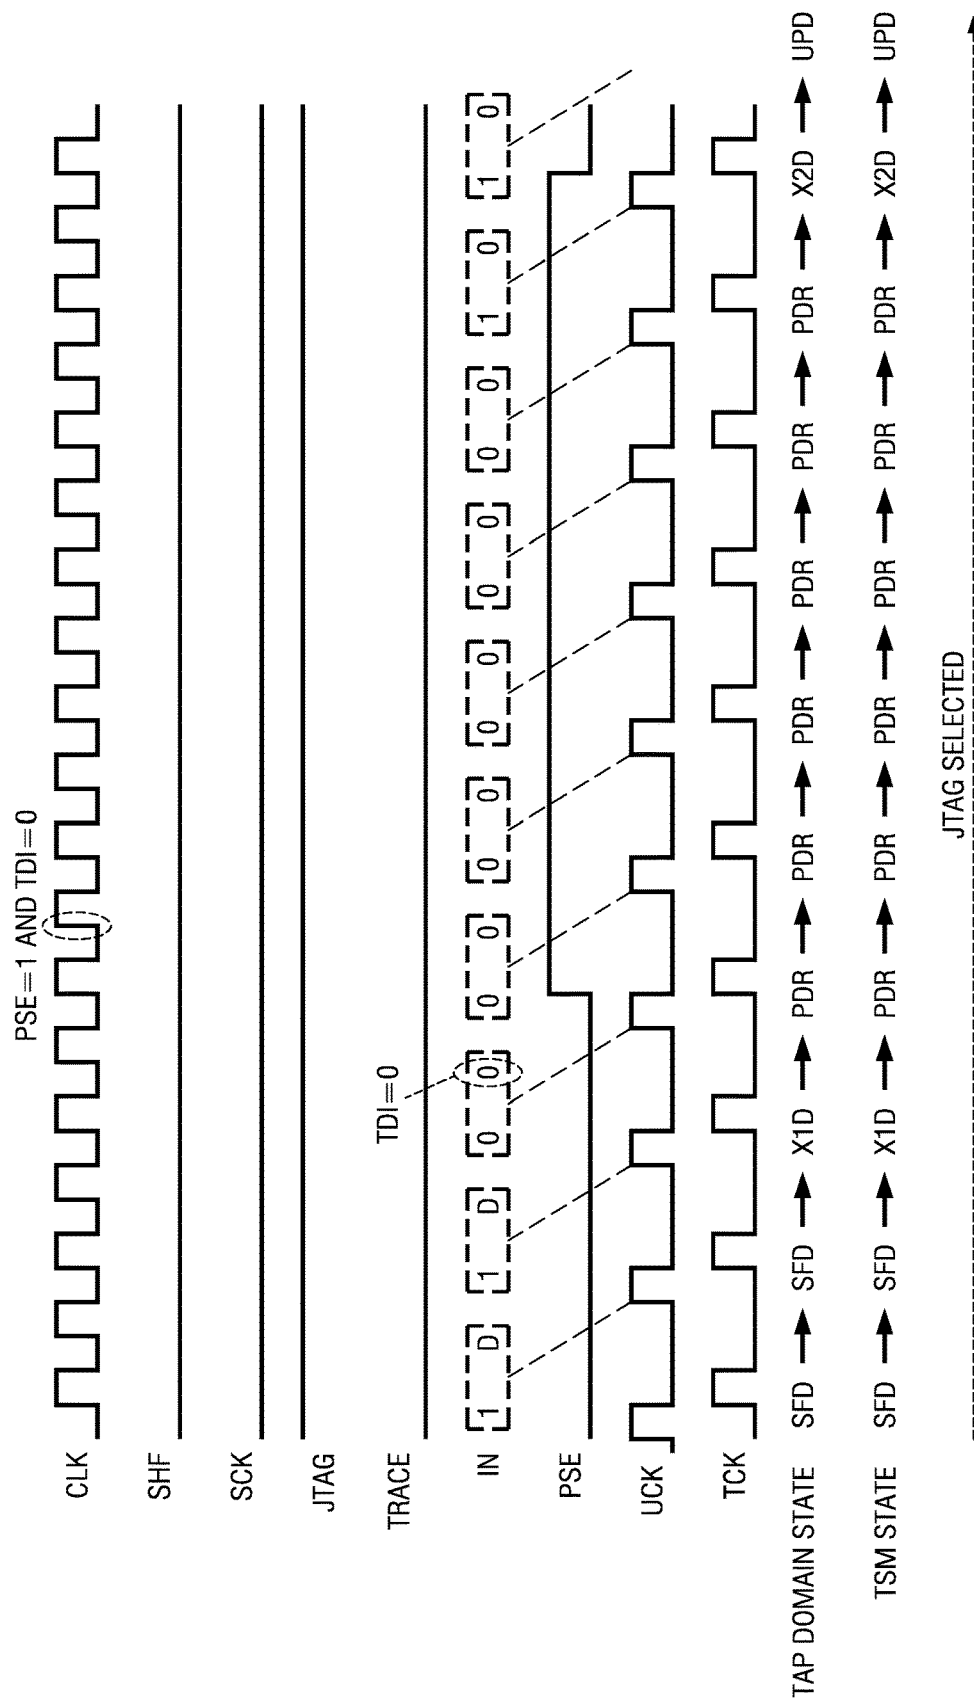 PSE=1 AND TDI=0
CLK
SHF
SCK
JTAG
TRACE
TDI=0
IN 1 D 1 D 0 0 0 0 0 0 0 0 0 0 0 0 1 0 1 0
PSE
UCK
TCK
TAP DOMAIN STATE SFD SFD X1D PDR PDR PDR PDR PDR PDR X2D UPD
TSM STATE SFD SFD X1D PDR PDR PDR PDR PDR PDR X2D UPD
JTAG SELECTED